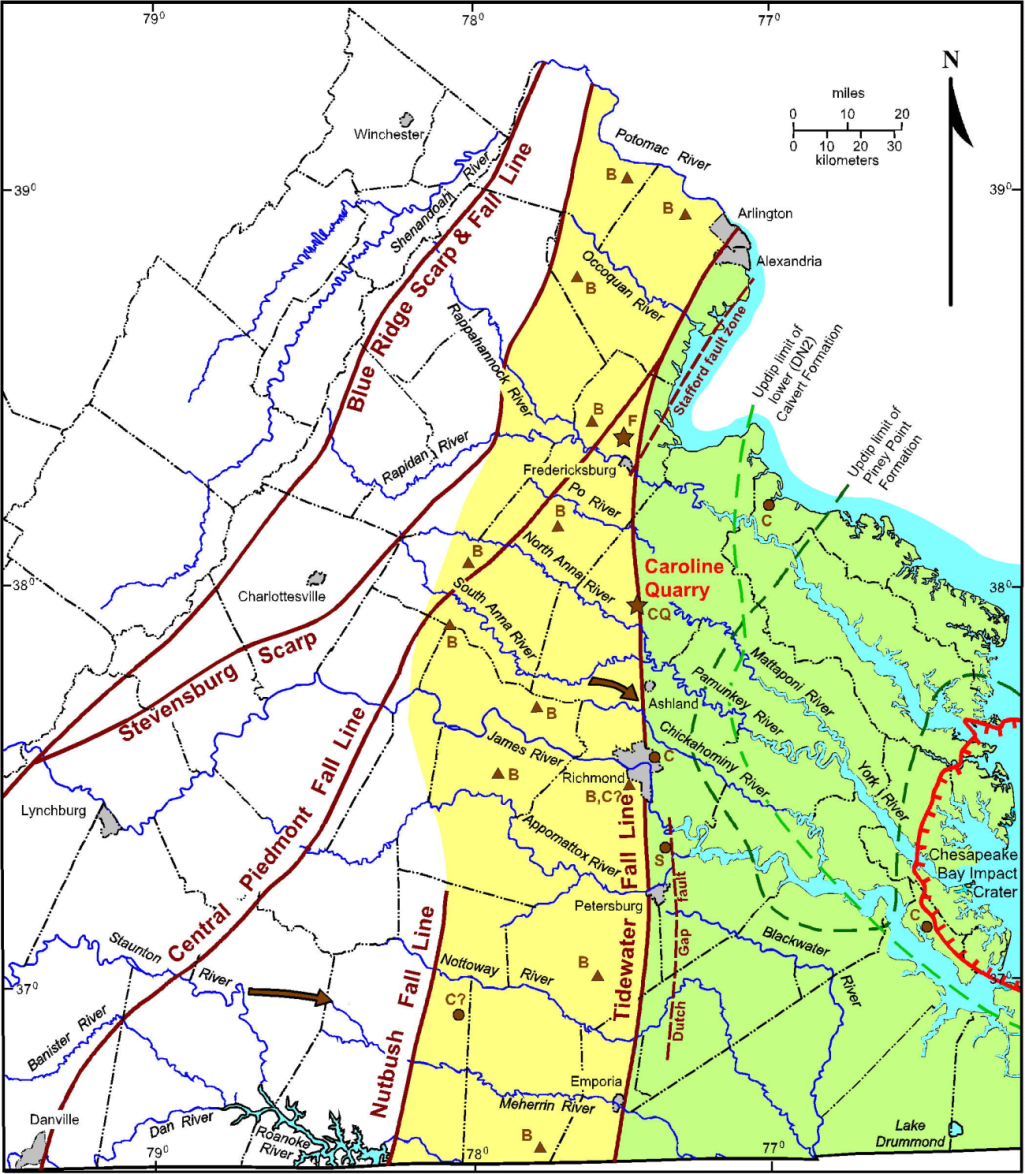 79⁰
78⁰
77⁰
N
miles
0 10 20
0 10 20 30
kilometers
Winchester
Potomac River
39⁰
39⁰
Shenandoah River
Blue Ridge Scarp & Fall Line
B
B
Arlington
Alexandria
Occoquan River
B
Stafford fault zone
Updip limit of
lower (DN2)
Calvert Formation
Rappahannock River
Updip limit of
Piney Point
Formation
B
F
Rapidan River
Fredericksburg
Po River
C
B
North Anna River
B
38⁰
38⁰
Caroline
Quarry
CQ
Charlottesville
South Anna River
B
Stevensburg Scarp
Mattaponi River
Pamunkey River
Ashland
B
Chickahominy River
James River
York River
B
Richmond
C
B,C?
Lynchburg
Central Piedmont Fall Line
Appomattox River
S
Chesapeake
Bay Impact
Crater
Petersburg
C
Tidewater Fall Line
Dutch Gap fault
Blackwater River
Staunton River
Nutbush Fall Line
Nottoway River
B
37⁰
37⁰
C?
Banister River
Emporia
Meherrin River
Danville
Dan River
Roanoke
River
B
Lake
Drummond
79⁰
78⁰
77⁰